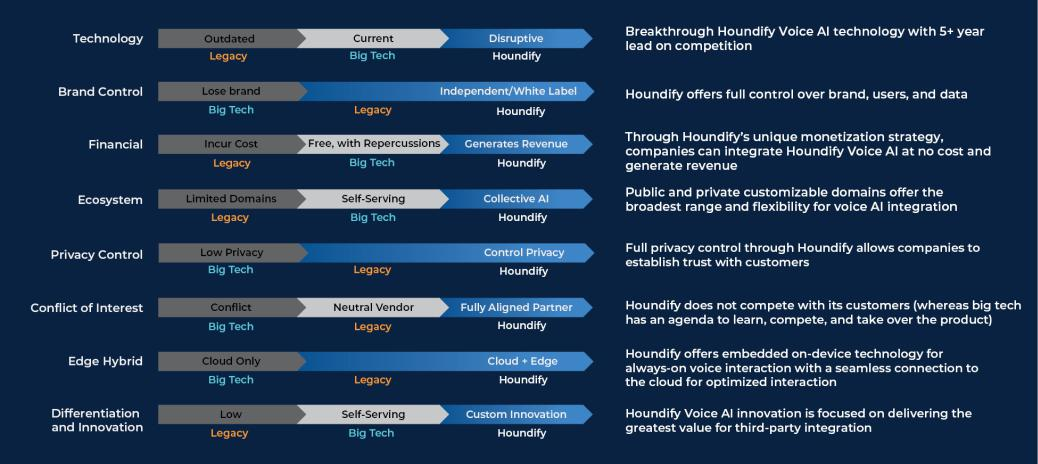 Technology
Outdated
Current
Disruptive
Legacy
Big Tech
Houndify
Breakthrough Houndify Voice AI technology with 5+ year
lead on competition
Brand Control
Lose brand
Independent/White Label
Big Tech
Legacy
Houndify
Houndify offers full control over brand, users, and data
Financial
Incur Cost
Free, with Repercussions
Generates Revenue
Legacy
Big Tech
Houndify
Through Houndify's unique monetization strategy,
companies can integrate Houndify Voice AI at no cost and
generate revenue
Ecosystem
Limited Domains
Self-Serving
Collective AI
Legacy
Big Tech
Houndify
Public and private customizable domains offer the
broadest range and flexibility for voice AI integration
Privacy Control
Low Privacy
Control Privacy
Big Tech
Legacy
Houndify
Full privacy control through Houndify allows companies to
establish trust with customers
Conflict of Interest
Conflict
Neutral Vendor
Fully Aligned Partner
Big Tech
Legacy
Houndify
Houndify does not compete with its customers (whereas big tech
has an agenda to learn, compete, and take over the product)
Edge Hybrid
Cloud Only
Cloud + Edge
Big Tech
Legacy
Houndify
Houndify offers embedded on-device technology for
always-on voice interaction with a seamless connection to
the cloud for optimized interaction
Differentiation
and Innovation
Low
Self-Serving
Custom Innovation
Legacy
Big Tech
Houndify
Houndify Voice AI innovation is focused on delivering the
greatest value for third-party integration